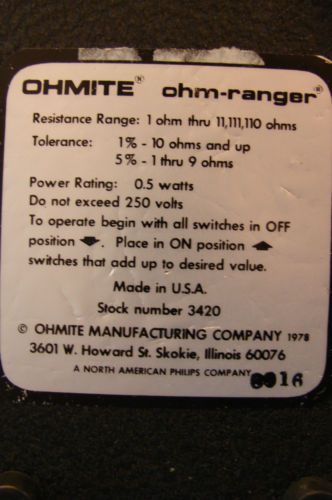 OHMITE® ohm-ranger®
Resistance Range: 1 ohm thru 11,111,110 ohms
Tolerance: 1% - 10 ohms and up
5% - 1 thru 9 ohms
Power Rating: 0.5 watts
Do not exceed 250 volts
To operate begin with all switches in OFF
position 🡇. Place in ON position 🡅
switches that add up to desired value.
Made in U.S.A.
Stock number 3420
© OHMITE MANUFACTURING COMPANY 1978
3601 W. Howard St. Skokie, Illinois 60076
A NORTH AMERICAN PHILIPS COMPANY